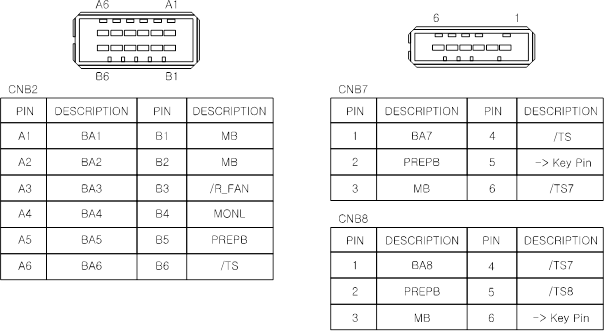 A6 A1
B6 B1
CNB2
PIN DESCRIPTION PIN DESCRIPTION
A1 BA1 B1 MB
A2 BA2 B2 MB
A3 BA3 B3 /R_FAN
A4 BA4 B4 MONL
A5 BA5 B5 PREPB
A6 BA6 B6 /TS
6 1
CNB7
PIN DESCRIPTION PIN DESCRIPTION
1 BA7 4 /TS
2 PREPB 5 -> Key Pin
3 MB 6 /TS7
CNB8
PIN DESCRIPTION PIN DESCRIPTION
1 BA8 4 /TS7
2 PREPB 5 /TS8
3 MB 6 -> Key Pin